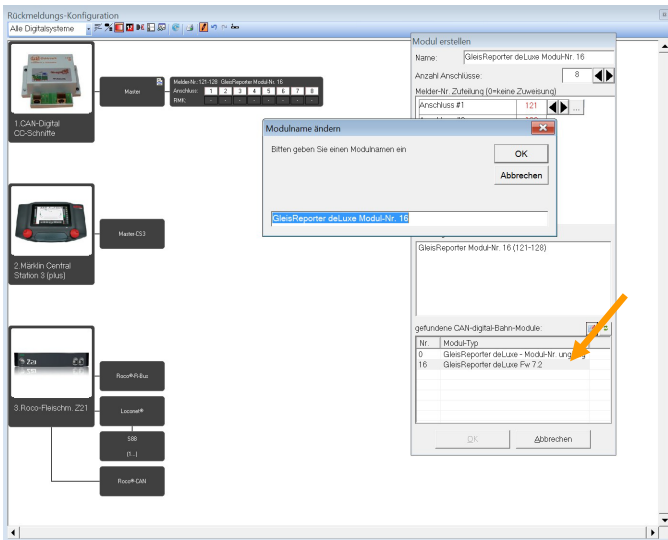 Rückmeldungs-Konfiguration
Alle Digitalsysteme
Modul erstellen
Name: GleisReporter deLuxe Modul-Nr. 16
Anzahl Anschlüsse: 8
Melder-Nr. Zuteilung (0=keine Zuweisung)
Anschluss #1 121 ...
Master
Melder-Nr.:121-128 GleisReporter Modul-Nr. 16
Anschluss: 1 2 3 4 5 6 7 8
RMK: - - - - - - - -
1.CAN-Digital
CC-Schnitte
Modulname ändern
Bitten geben Sie einen Modulnamen ein
OK
Abbrechen
GleisReporter deLuxe Modul-Nr. 16
Master-CS3
2.Märklin Central
Station 3 (plus)
GleisReporter Modul-Nr. 16 (121-128)
gefundene CAN-digital-Bahn-Module:
Nr. Modul-Typ
0 GleisReporter deLuxe - Modul-Nr.
16 GleisReporter deLuxe Fw 7.2
OK Abbrechen
Z21
Roco®-R-Bus
3.Roco-Fleischm. Z21
Loconet®
S88
(1...)
Roco®-CAN